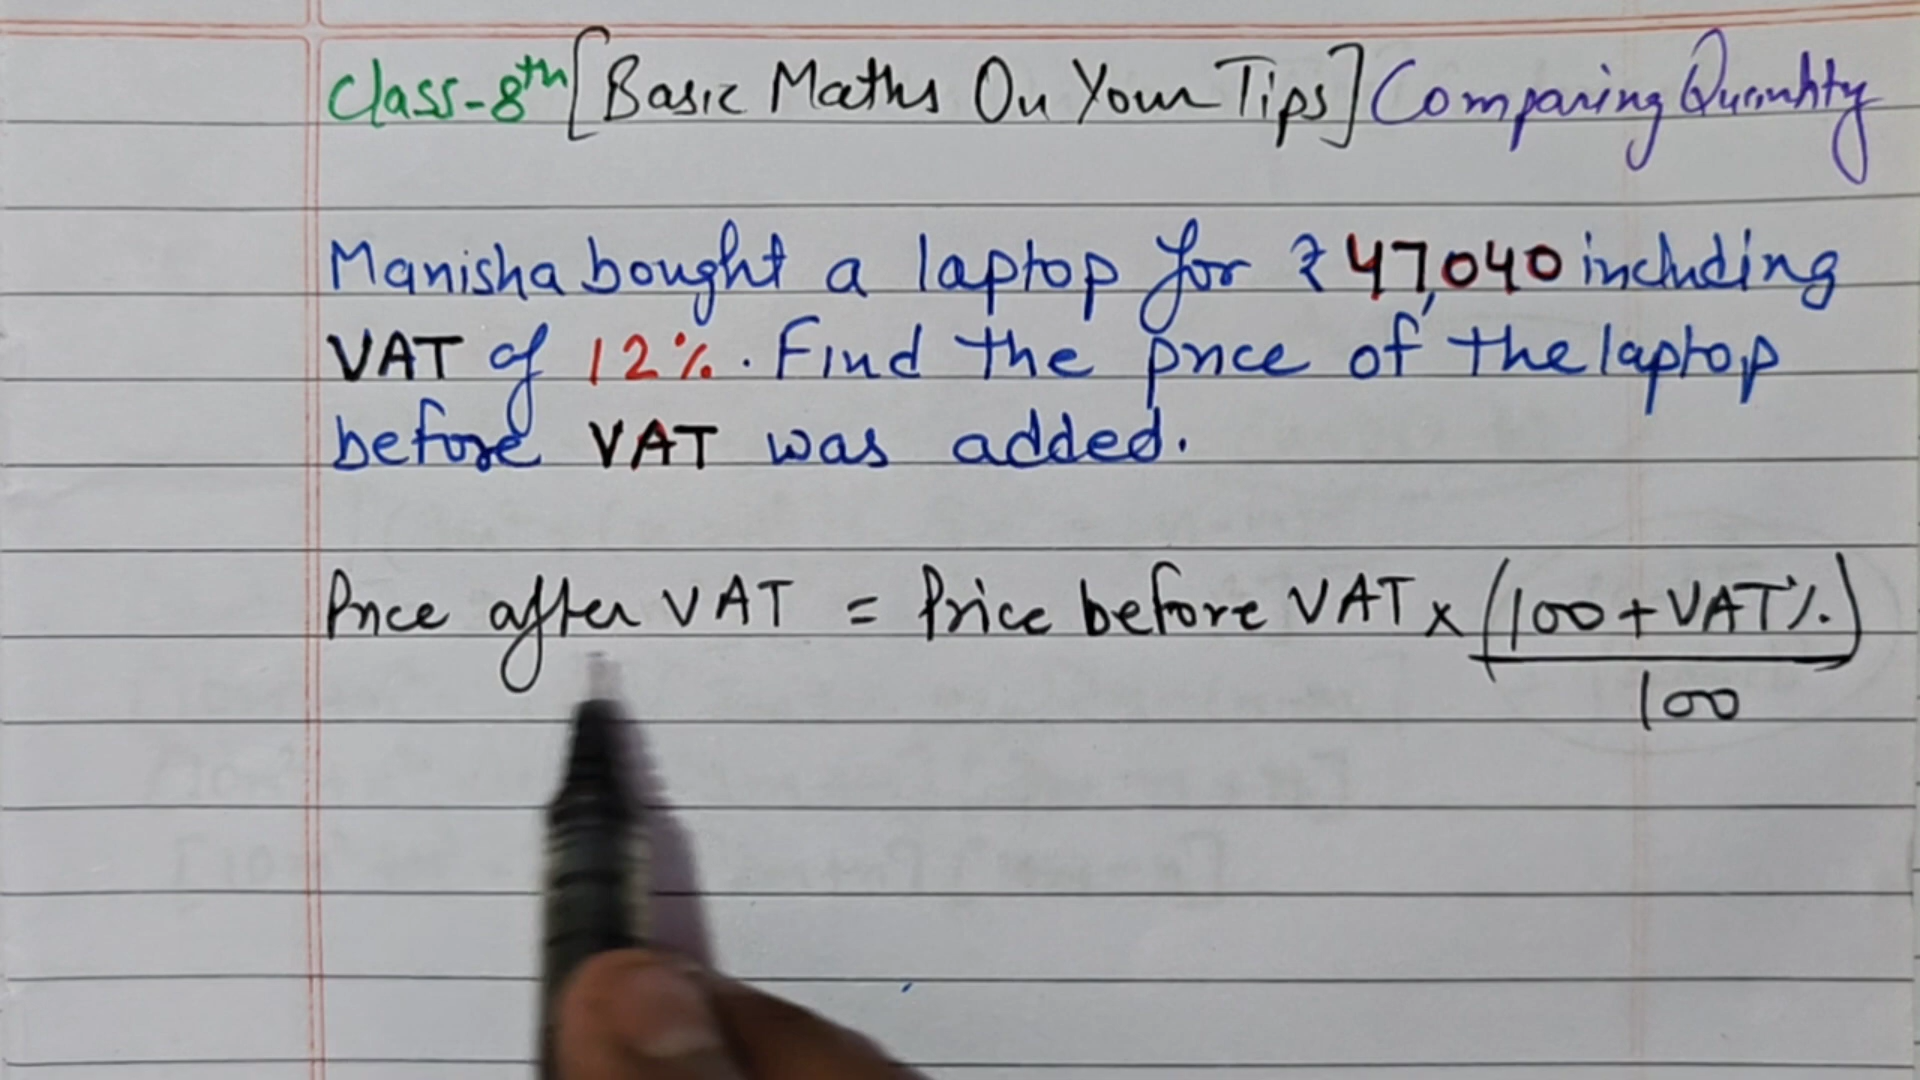 Class-8th [Basic Maths On Your Tips] Comparing Quantity
Manisha bought a laptop for ₹ 47,040 including
VAT of 12%. Find the price of the laptop
before VAT was added.
Price after VAT = Price before VAT x (100 + VAT%)
100